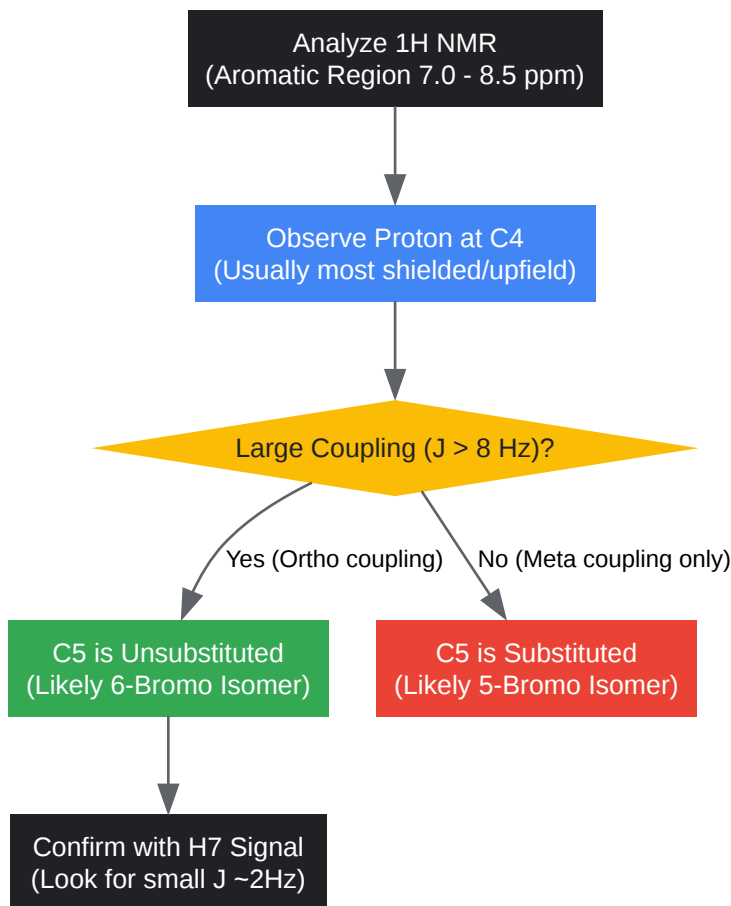 Analyze 1H NMR
(Aromatic Region 7.0 - 8.5 ppm)
Observe Proton at C4
(Usually most shielded/upfield)
Large Coupling (J > 8 Hz)?
Yes (Ortho coupling)
No (Meta coupling only)
C5 is Unsubstituted
(Likely 6-Bromo Isomer)
C5 is Substituted
(Likely 5-Bromo Isomer)
Confirm with H7 Signal
(Look for small J ~2Hz)